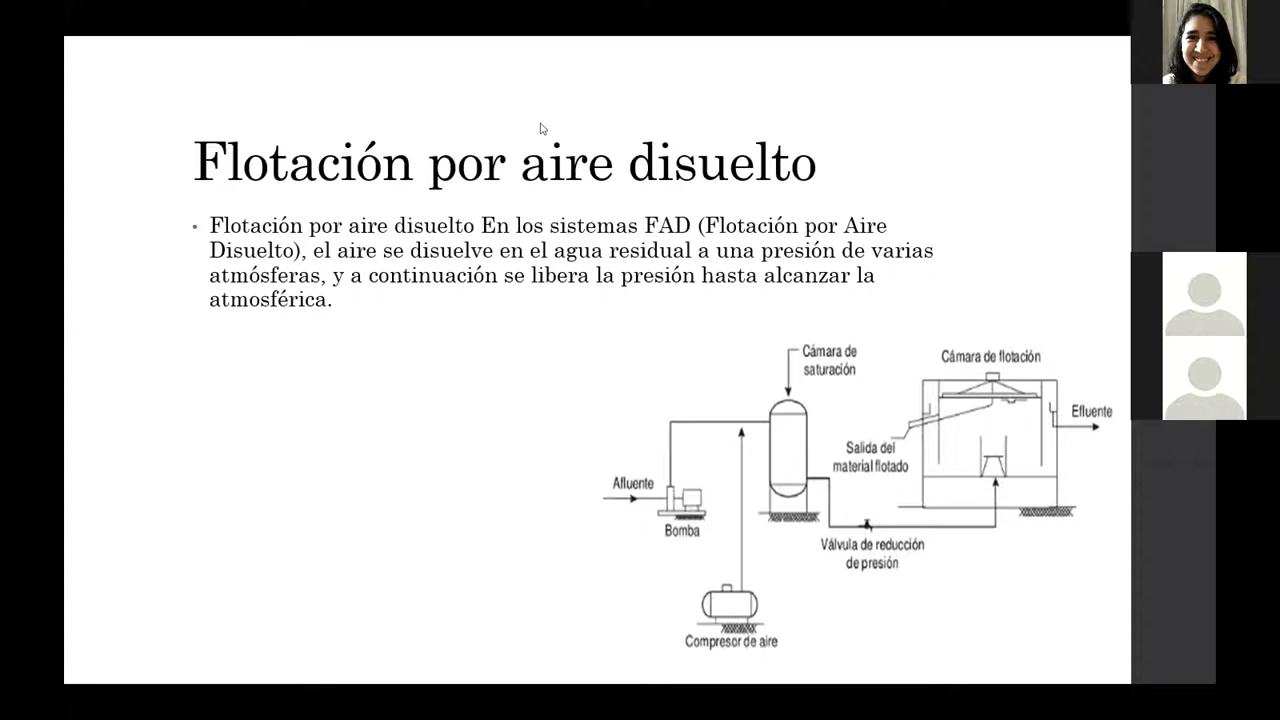 Flotación por aire disuelto
• Flotación por aire disuelto En los sistemas FAD (Flotación por Aire
Disuelto), el aire se disuelve en el agua residual a una presión de varias
atmósferas, y a continuación se libera la presión hasta alcanzar la
atmosférica.
Cámara de
saturación
Cámara de flotación
Efluente
Salida del
material flotado
Afluente
Bomba
Válvula de reducción
de presión
Compresor de aire